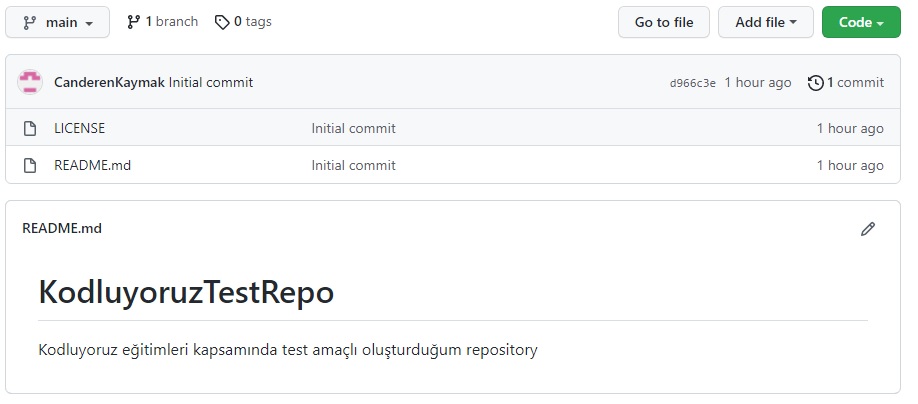 main 1 branch 0 tags Go to file Add file Code
CanderenKaymak Initial commit d966c3e 1 hour ago 1 commit
LICENSE Initial commit 1 hour ago
README.md Initial commit 1 hour ago
README.md
KodluyoruzTestRepo
Kodluyoruz eğitimleri kapsamında test amaçlı oluşturduğum repository